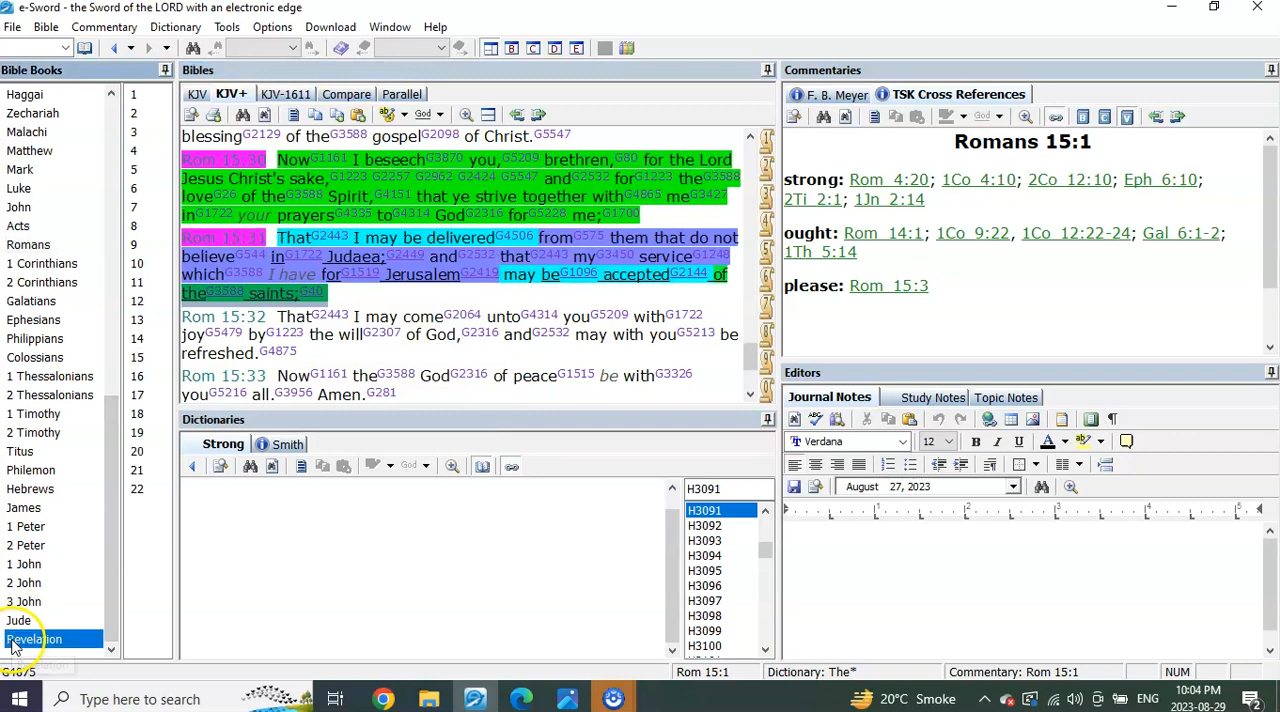 e-Sword - the Sword of the LORD with an electronic edge
File Bible Commentary Dictionary Tools Options Download Window Help
B C D E
Bible Books
Haggai
Zechariah
Malachi
Matthew
Mark
Luke
John
Acts
Romans
1 Corinthians
2 Corinthians
Galatians
Ephesians
Philippians
Colossians
1 Thessalonians
2 Thessalonians
1 Timothy
2 Timothy
Titus
Philemon
Hebrews
James
1 Peter
2 Peter
1 John
2 John
3 John
Jude
Revelation
1
2
3
4
5
6
7
8
9
10
11
12
13
14
15
16
17
18
19
20
21
22
Bibles
KJV KJV+ KJV-1611 Compare Parallel
God
blessingG2129 of theG3588 gospelG2098 of Christ.G5547
Rom 15:30 NowG1161 I beseechG3870 you,G5209 brethren,G80 for the Lord
Jesus Christ's sake,G1223 G2257 G2962 G2424 G5547 andG2532 forG1223 theG3588
loveG26 of theG3588 Spirit,G4151 that ye strive together withG4865 meG3427
inG1722 your prayersG4335 toG4314 GodG2316 forG5228 me;G1700
Rom 15:31 ThatG2443 I may be deliveredG4506 fromG575 them that do not
believeG544 inG1722 Judaea;G2449 andG2532 that myG3450 serviceG1248
whichG3588 I have forG1519 JerusalemG2419 may beG1096 acceptedG2144 of
theG3588 saints;G40
Rom 15:32 ThatG2443 I may comeG2064 untoG4314 youG5209 withG1722
joyG5479 byG1223 the willG2307 of God,G2316 andG2532 may with youG5213 be
refreshed.G4875
Rom 15:33 NowG1161 theG3588 GodG2316 of peaceG1515 be withG3326
youG5216 all.G3956 Amen.G281
Dictionaries
Strong Smith
God
H3091
H3091
H3092
H3093
H3094
H3095
H3096
H3097
H3098
H3099
H3100
Commentaries
F. B. Meyer TSK Cross References
God B C V
Romans 15:1
strong: Rom 4:20; 1Co 4:10; 2Co 12:10; Eph 6:10;
2Ti 2:1; 1Jn 2:14
ought: Rom 14:1; 1Co 9:22, 1Co 12:22-24; Gal 6:1-2;
1Th 5:14
please: Rom 15:3
Editors
Journal Notes Study Notes Topic Notes
Verdana 12 B I U A
August 27, 2023
1 2 3 4 5
G1875 Rom 15:1 Dictionary: The* Commentary: Rom 15:1 NUM
Type here to search
20°C Smoke
ENG
10:04 PM
2023-08-29
2